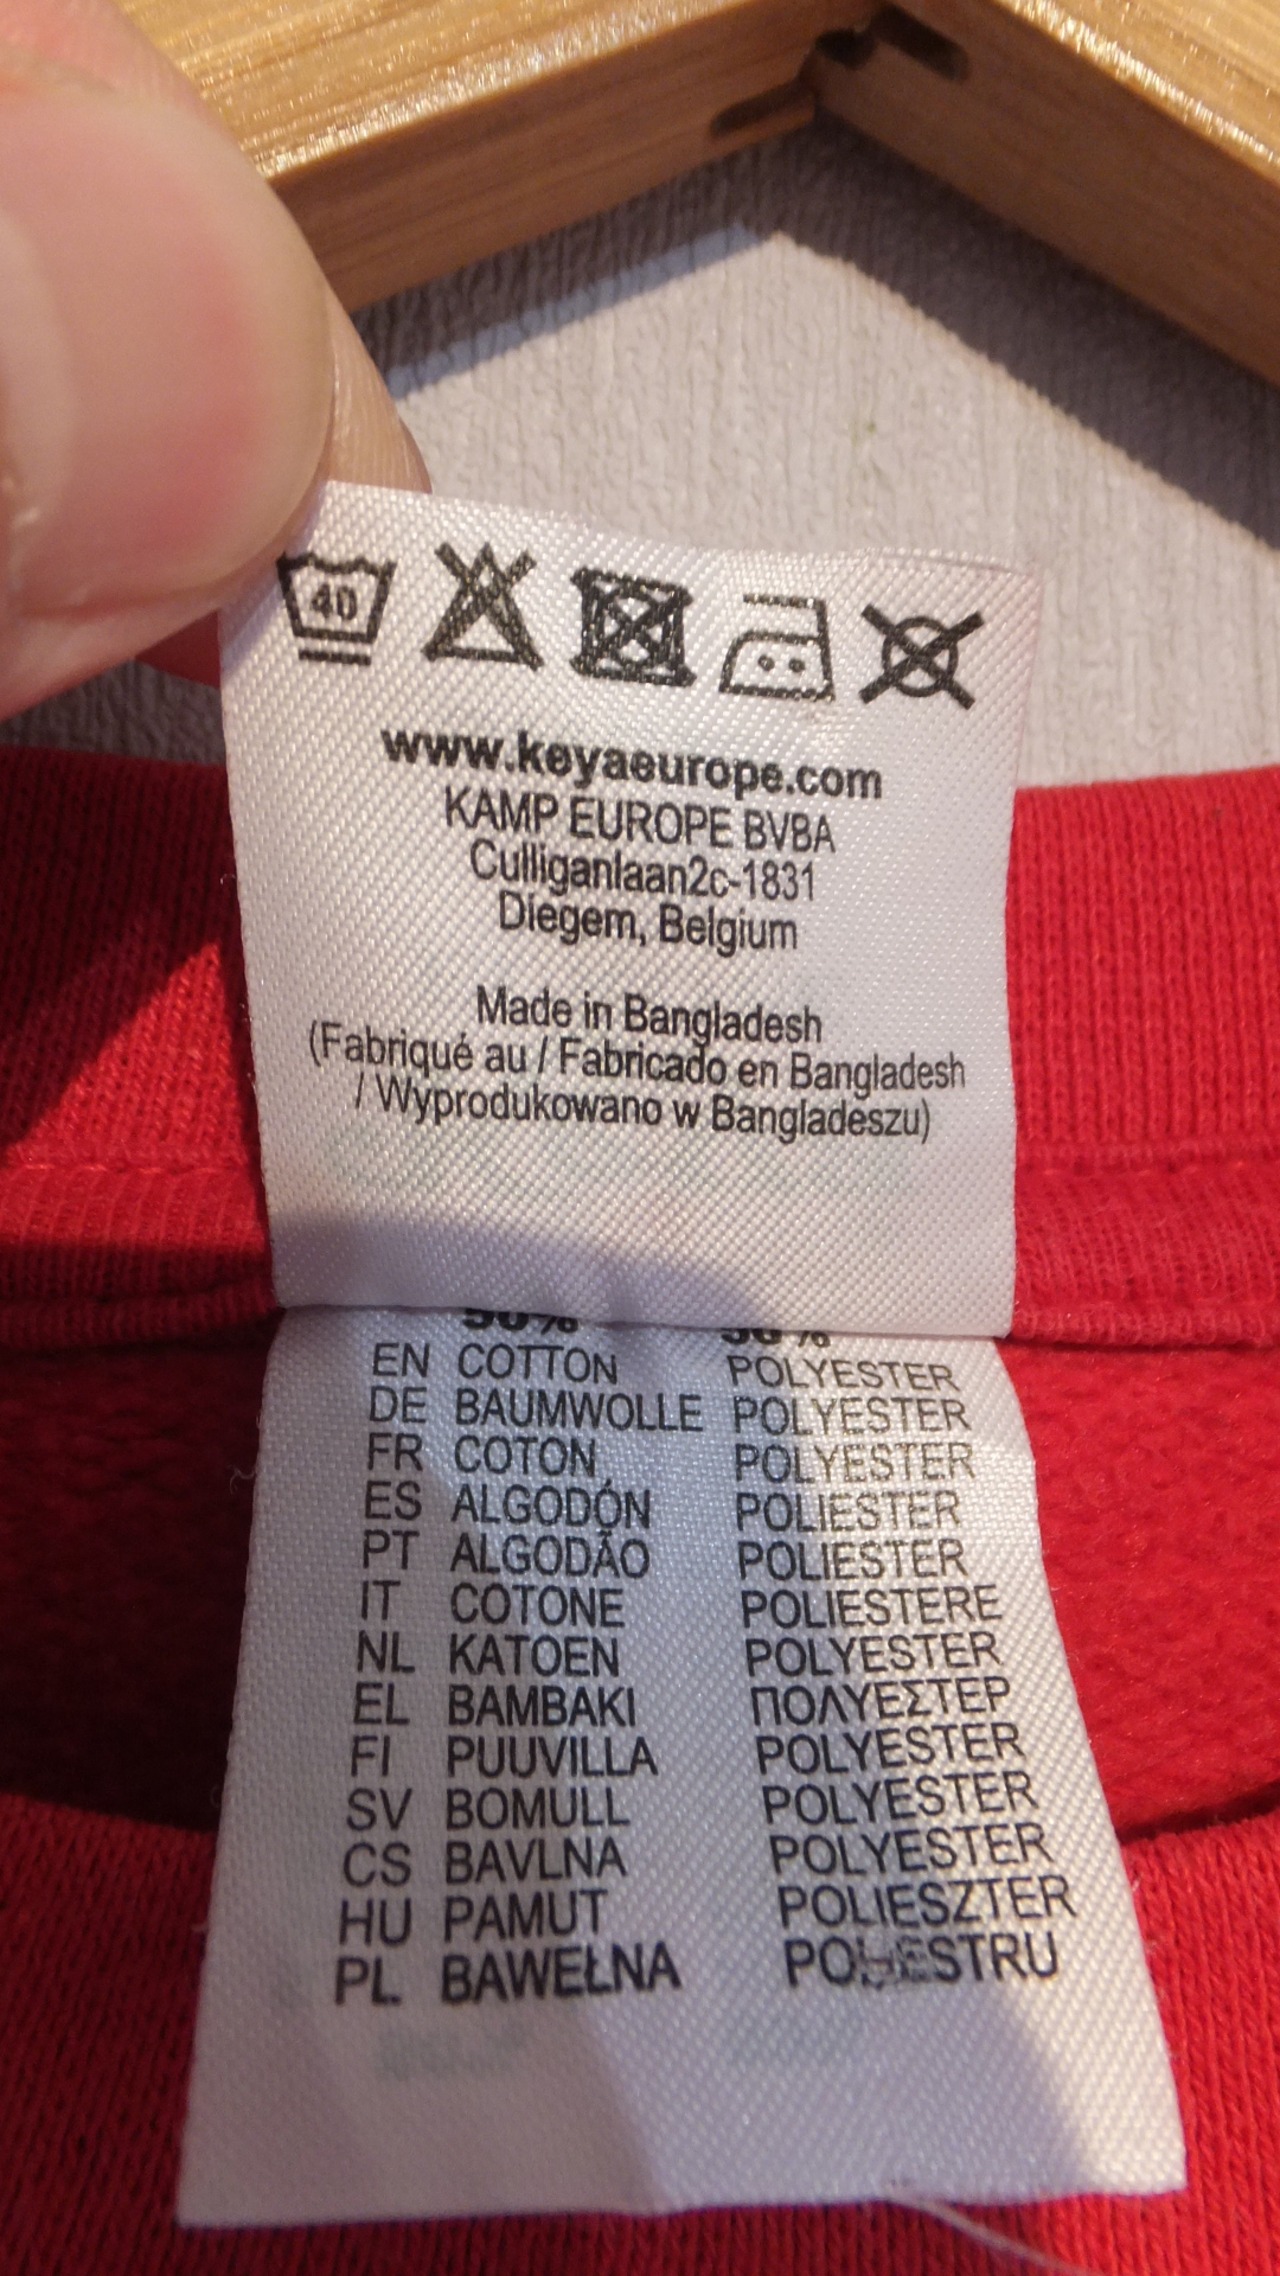 40
www.keyaeurope.com
KAMP EUROPE BVBA
Culliganlaan2c-1831
Diegem, Belgium
Made in Bangladesh
(Fabriqué au / Fabricado en Bangladesh
/ Wyprodukowano w Bangladeszu)
50% 50%
EN COTTON POLYESTER
DE BAUMWOLLE POLYESTER
FR COTON POLYESTER
ES ALGODÓN POLIESTER
PT ALGODÃO POLIESTER
IT COTONE POLIESTERE
NL KATOEN POLYESTER
EL BAMBAKI ΠΟΛΥΕΣΤΕΡ
FI PUUVILLA POLYESTER
SV BOMULL POLYESTER
CS BAVLNA POLYESTER
HU PAMUT POLIESZTER
PL BAWEŁNA POLIESTRU